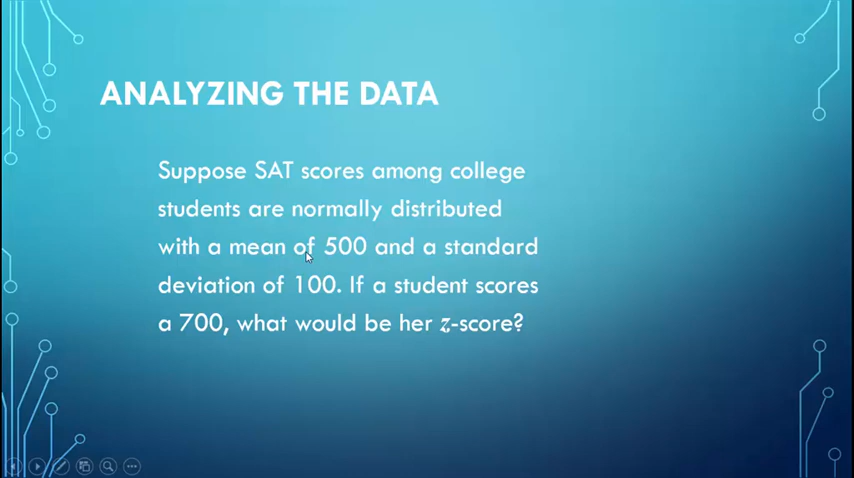 ANALYZING THE DATA
Suppose SAT scores among college
students are normally distributed
with a mean of 500 and a standard
deviation of 100. If a student scores
a 700, what would be her z-score?